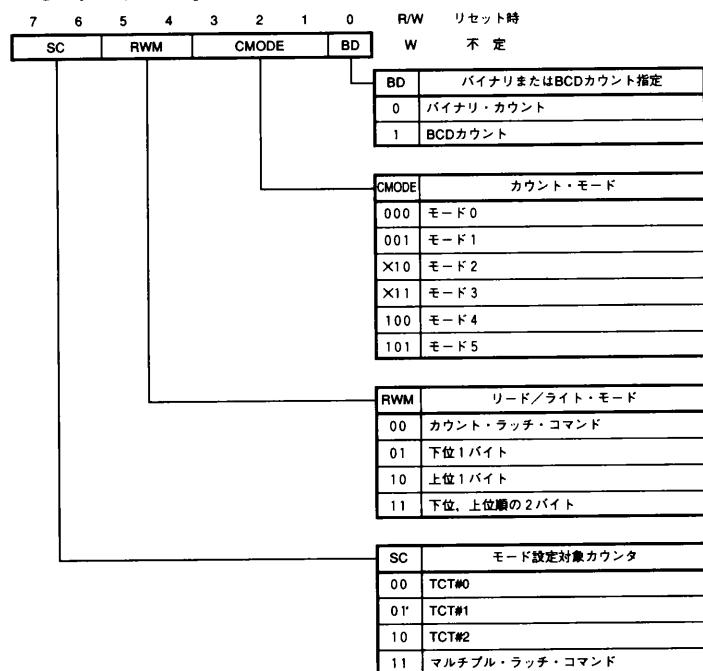 7 6 5 4 3 2 1 0 R/W リセット時
SC RWM CMODE BD W 不 定
BD バイナリまたはBCDカウント指定
0 バイナリ・カウント
1 BCDカウント
CMODE カウント・モード
000 モード0
001 モード1
×10 モード2
×11 モード3
100 モード4
101 モード5
RWM リード/ライト・モード
00 カウント・ラッチ・コマンド
01 下位1バイト
10 上位1バイト
11 下位,上位順の2バイト
SC モード設定対象カウンタ
00 TCT#0
01 TCT#1
10 TCT#2
11 マルチプル・ラッチ・コマンド